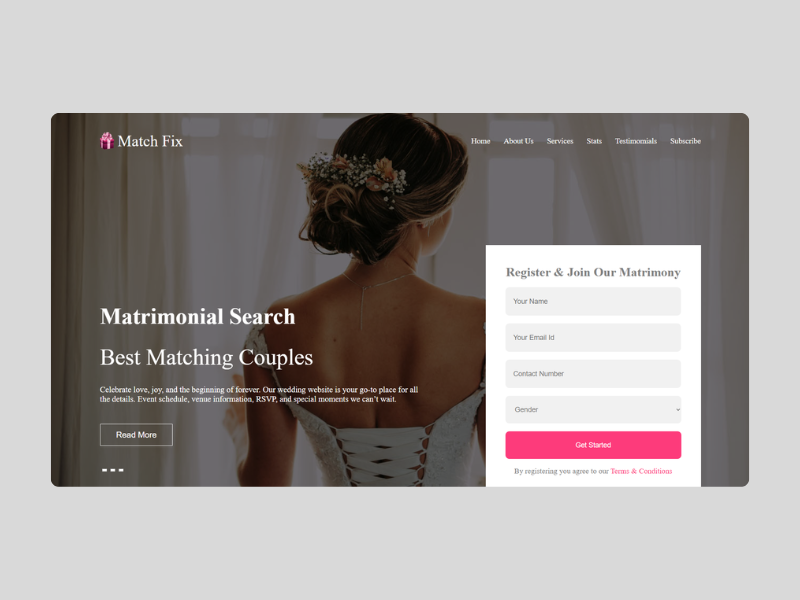 Match Fix
Home About Us Services Stats Testimomials Subscribe
Matrimonial Search
Best Matching Couples
Celebrate love, joy, and the beginning of forever. Our wedding website is your go-to place for all
the details. Event schedule, venue information, RSVP, and special moments we can't wait.
Read More
Register & Join Our Matrimony
Your Name
Your Email Id
Contact Number
Gender
Get Started
By registering you agree to our Terms & Conditions